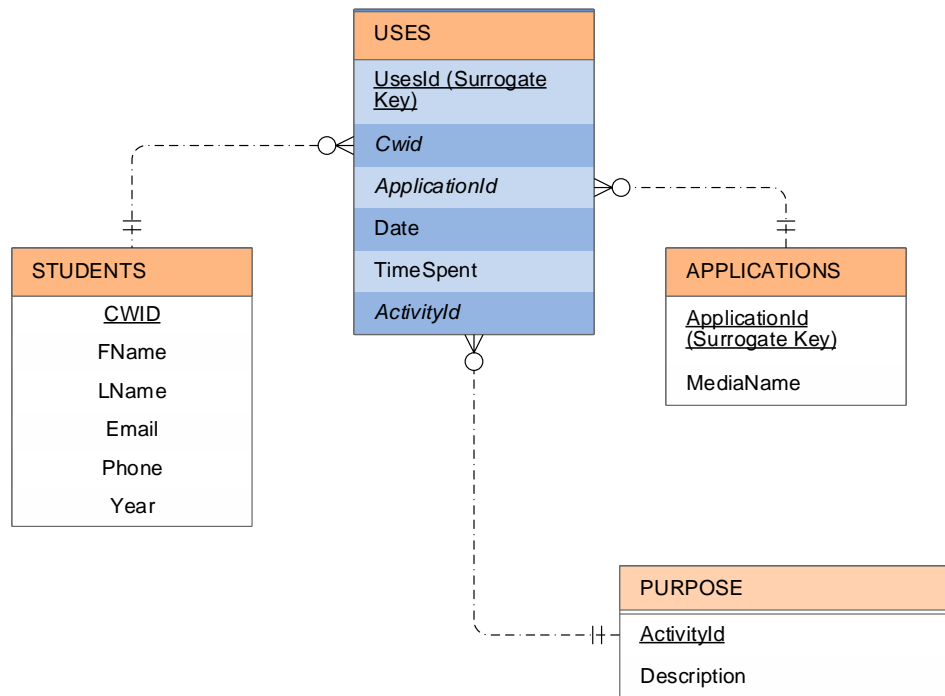 USES
UsesId (Surrogate
Key)
Cwid
ApplicationId
Date
TimeSpent
ActivityId
STUDENTS
CWID
FName
LName
Email
Phone
Year
APPLICATIONS
ApplicationId
(Surrogate Key)
MediaName
PURPOSE
ActivityId
Description